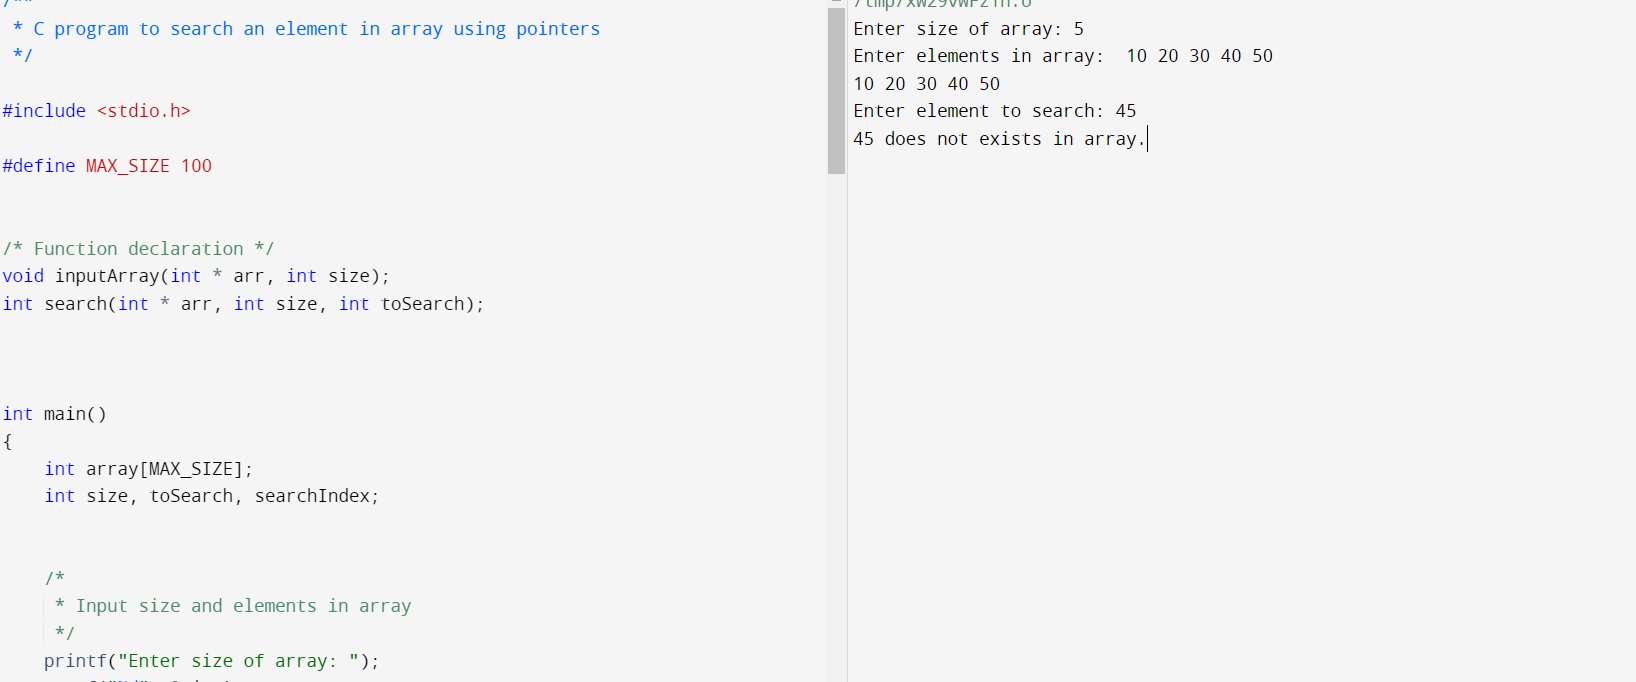 /**
 * C program to search an element in array using pointers
 */
#include <stdio.h>
#define MAX_SIZE 100
/* Function declaration */
void inputArray(int * arr, int size);
int search(int * arr, int size, int toSearch);
int main()
{
    int array[MAX_SIZE];
    int size, toSearch, searchIndex;
    /*
     * Input size and elements in array
     */
    printf("Enter size of array: ");
Enter size of array: 5
Enter elements in array:  10 20 30 40 50
10 20 30 40 50
Enter element to search: 45
45 does not exists in array.